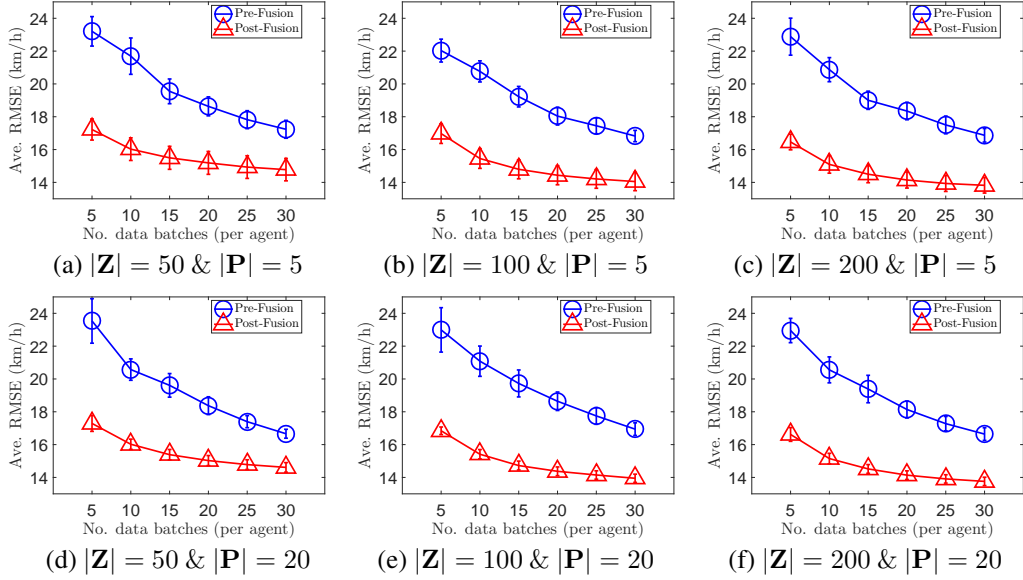 Ave. RMSE (km/h)
24
22
20
18
16
14
Pre-Fusion
Post-Fusion
5 10 15 20 25 30
No. data batches (per agent)
(a) |Z| = 50 & |P| = 5
Ave. RMSE (km/h)
24
22
20
18
16
14
Pre-Fusion
Post-Fusion
5 10 15 20 25 30
No. data batches (per agent)
(b) |Z| = 100 & |P| = 5
Ave. RMSE (km/h)
24
22
20
18
16
14
Pre-Fusion
Post-Fusion
5 10 15 20 25 30
No. data batches (per agent)
(c) |Z| = 200 & |P| = 5
Ave. RMSE (km/h)
24
22
20
18
16
14
Pre-Fusion
Post-Fusion
5 10 15 20 25 30
No. data batches (per agent)
(d) |Z| = 50 & |P| = 20
Ave. RMSE (km/h)
24
22
20
18
16
14
Pre-Fusion
Post-Fusion
5 10 15 20 25 30
No. data batches (per agent)
(e) |Z| = 100 & |P| = 20
Ave. RMSE (km/h)
24
22
20
18
16
14
Pre-Fusion
Post-Fusion
5 10 15 20 25 30
No. data batches (per agent)
(f) |Z| = 200 & |P| = 20